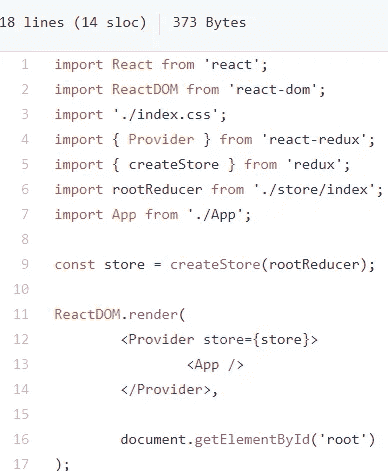 18 lines (14 sloc) 373 Bytes
1 import React from 'react';
2 import ReactDOM from 'react-dom';
3 import './index.css';
4 import { Provider } from 'react-redux';
5 import { createStore } from 'redux';
6 import rootReducer from './store/index';
7 import App from './App';
8
9 const store = createStore(rootReducer);
10
11 ReactDOM.render(
12 <Provider store={store}>
13 <App />
14 </Provider>,
15
16 document.getElementById('root')
17 );